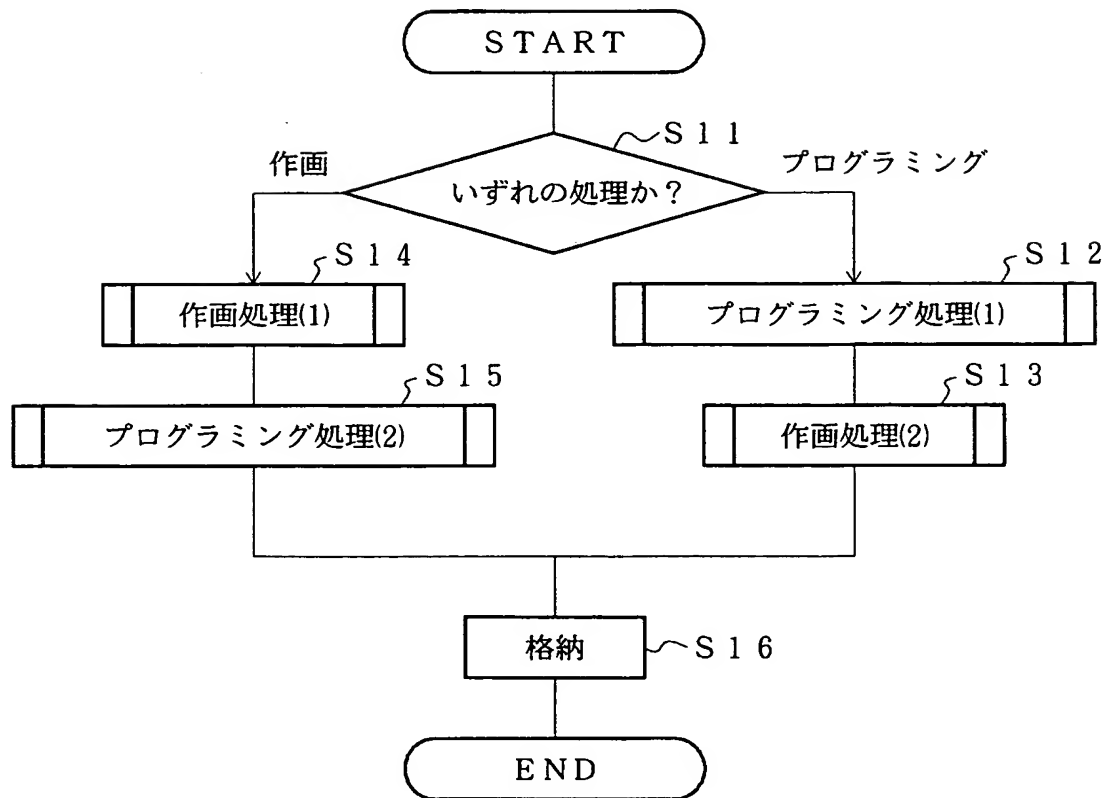 START
S11
作画
プログラミング
いずれの処理か？
S14
S12
作画処理(1)
プログラミング処理(1)
S15
S13
プログラミング処理(2)
作画処理(2)
格納
S16
END